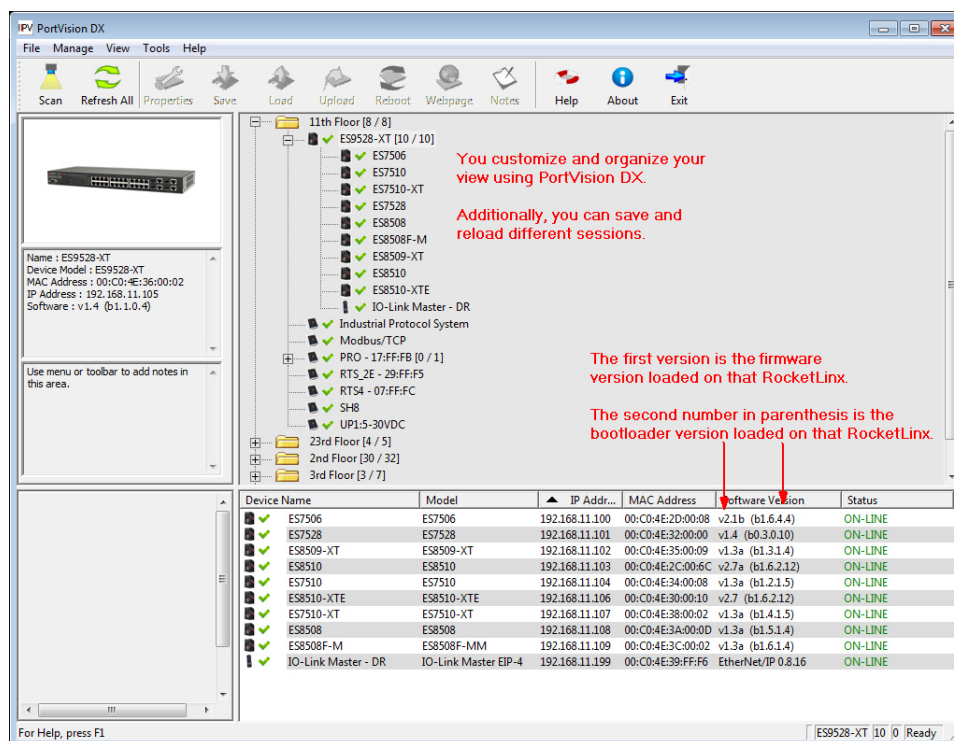 IPV PortVision DX
File Manage View Tools Help
Scan Refresh All Properties Save Load Upload Reboot Webpage Notes Help About Exit
11th Floor [8 / 8]
ES9528-XT [10 / 10]
ES7506
ES7510
ES7510-XT
ES7528
ES8508
ES8508F-M
ES8509-XT
ES8510
ES8510-XTE
IO-Link Master - DR
Industrial Protocol System
Modbus/TCP
PRO - 17:FF:FB [0 / 1]
RTS_2E - 29:FF:F5
RTS4 - 07:FF:FC
SH8
UP1:5-30VDC
23rd Floor [4 / 5]
2nd Floor [30 / 32]
3rd Floor [3 / 7]
You customize and organize your
view using PortVision DX.
Additionally, you can save and
reload different sessions.
The first version is the firmware
version loaded on that RocketLinx.
The second number in parenthesis is the
bootloader version loaded on that RocketLinx.
Name : ES9528-XT
Device Model : ES9528-XT
MAC Address : 00:C0:4E:36:00:02
IP Address : 192.168.11.105
Software : v1.4 (b1.1.0.4)
Use menu or toolbar to add notes in
this area.
Device Name Model IP Addr... MAC Address Software Version Status
ES7506 ES7506 192.168.11.100 00:C0:4E:2D:00:08 v2.1b (b1.6.4.4) ON-LINE
ES7528 ES7528 192.168.11.101 00:C0:4E:32:00:00 v1.4 (b0.3.0.10) ON-LINE
ES8509-XT ES8509-XT 192.168.11.102 00:C0:4E:35:00:09 v1.3a (b1.3.1.4) ON-LINE
ES8510 ES8510 192.168.11.103 00:C0:4E:2C:00:6C v2.7a (b1.6.2.12) ON-LINE
ES7510 ES7510 192.168.11.104 00:C0:4E:34:00:08 v1.3a (b1.2.1.5) ON-LINE
ES8510-XTE ES8510-XTE 192.168.11.106 00:C0:4E:30:00:10 v2.7 (b1.6.2.12) ON-LINE
ES7510-XT ES7510-XT 192.168.11.107 00:C0:4E:38:00:02 v1.3a (b1.4.1.5) ON-LINE
ES8508 ES8508 192.168.11.108 00:C0:4E:3A:00:0D v1.3a (b1.5.1.4) ON-LINE
ES8508F-M ES8508F-MM 192.168.11.109 00:C0:4E:3C:00:02 v1.3a (b1.6.1.4) ON-LINE
IO-Link Master - DR IO-Link Master EIP-4 192.168.11.199 00:C0:4E:39:FF:F6 EtherNet/IP 0.8.16 ON-LINE
For Help, press F1
ES9528-XT 10 0 Ready